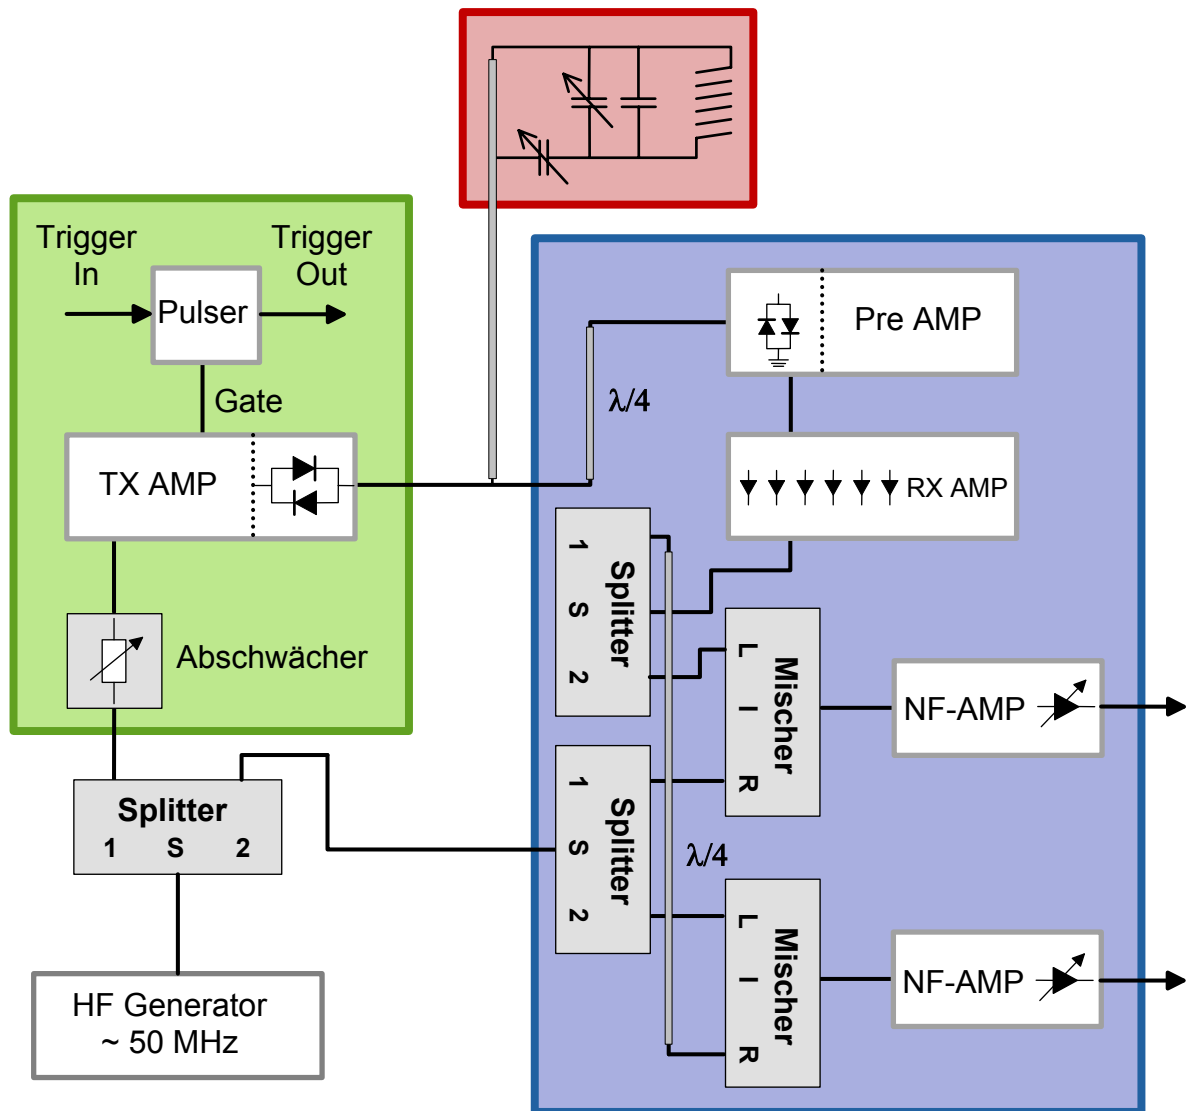 Trigger
In
Trigger
Out
Pulser
Gate
TX AMP
Abschwächer
Splitter
1 S 2
HF Generator
~ 50 MHz
λ/4
Pre AMP
RX AMP
1 S 2
Splitter
L I R
Mischer
NF-AMP
1 S 2
Splitter
λ/4
L I R
Mischer
NF-AMP